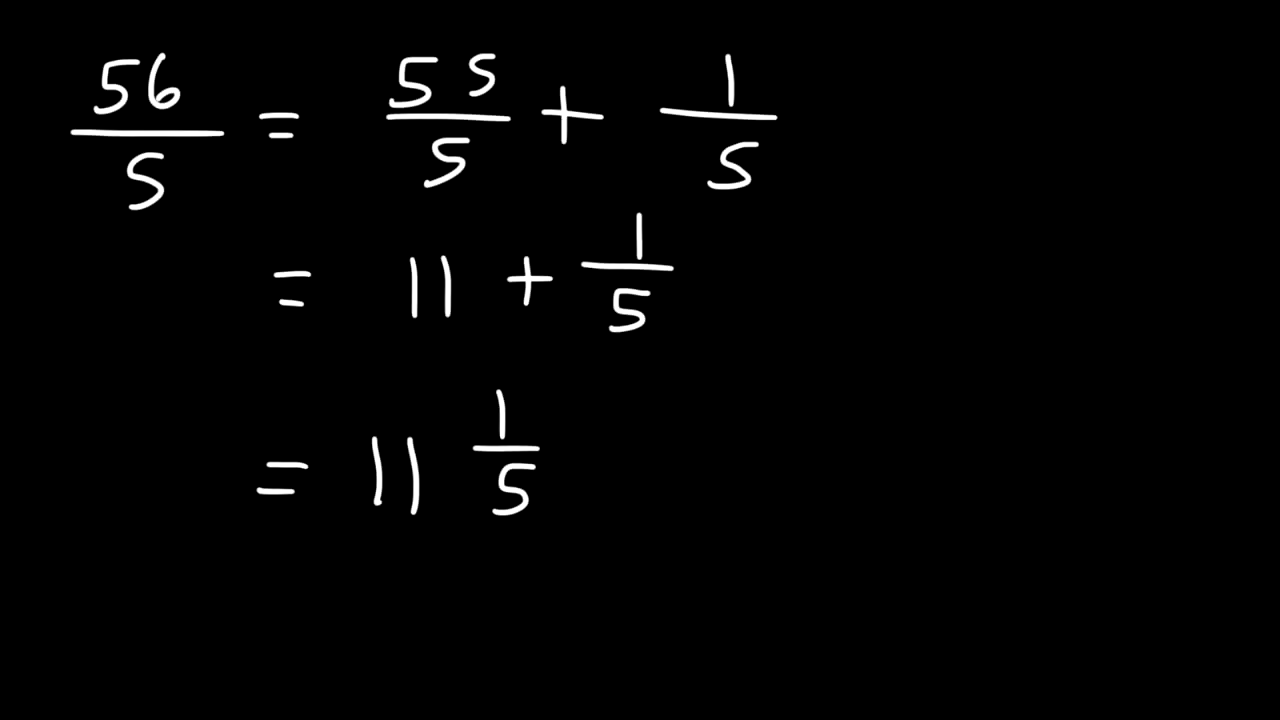 56/5 = 55/5 + 1/5
= 11 + 1/5
= 11 1/5